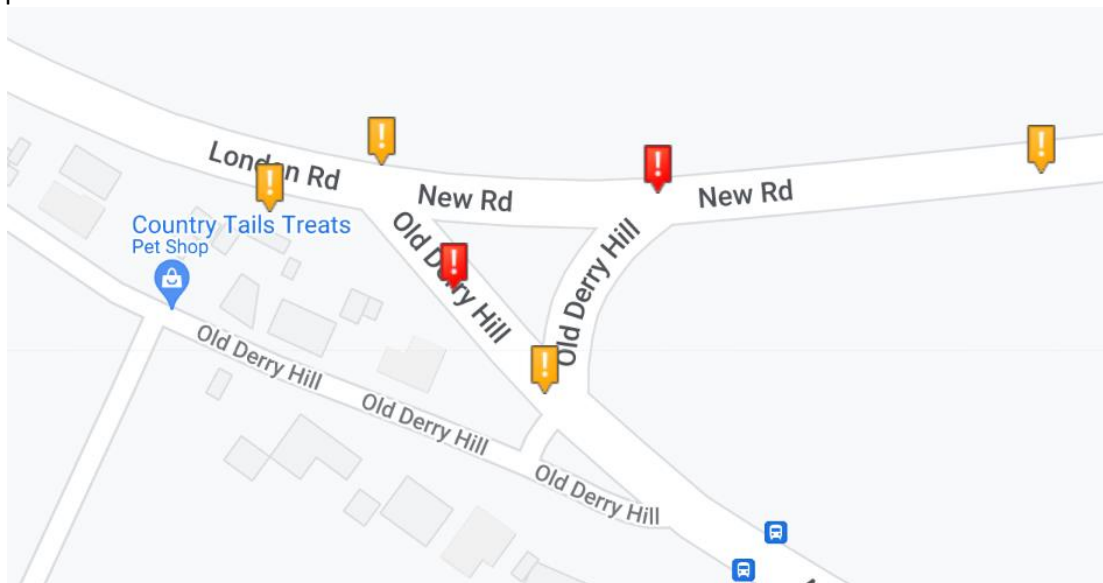 London Rd
New Rd
New Rd
Country Tails Treats
Pet Shop
Old Derry Hill
Old Derry Hill
Old Derry Hill
Old Derry Hill
Old Derry Hill